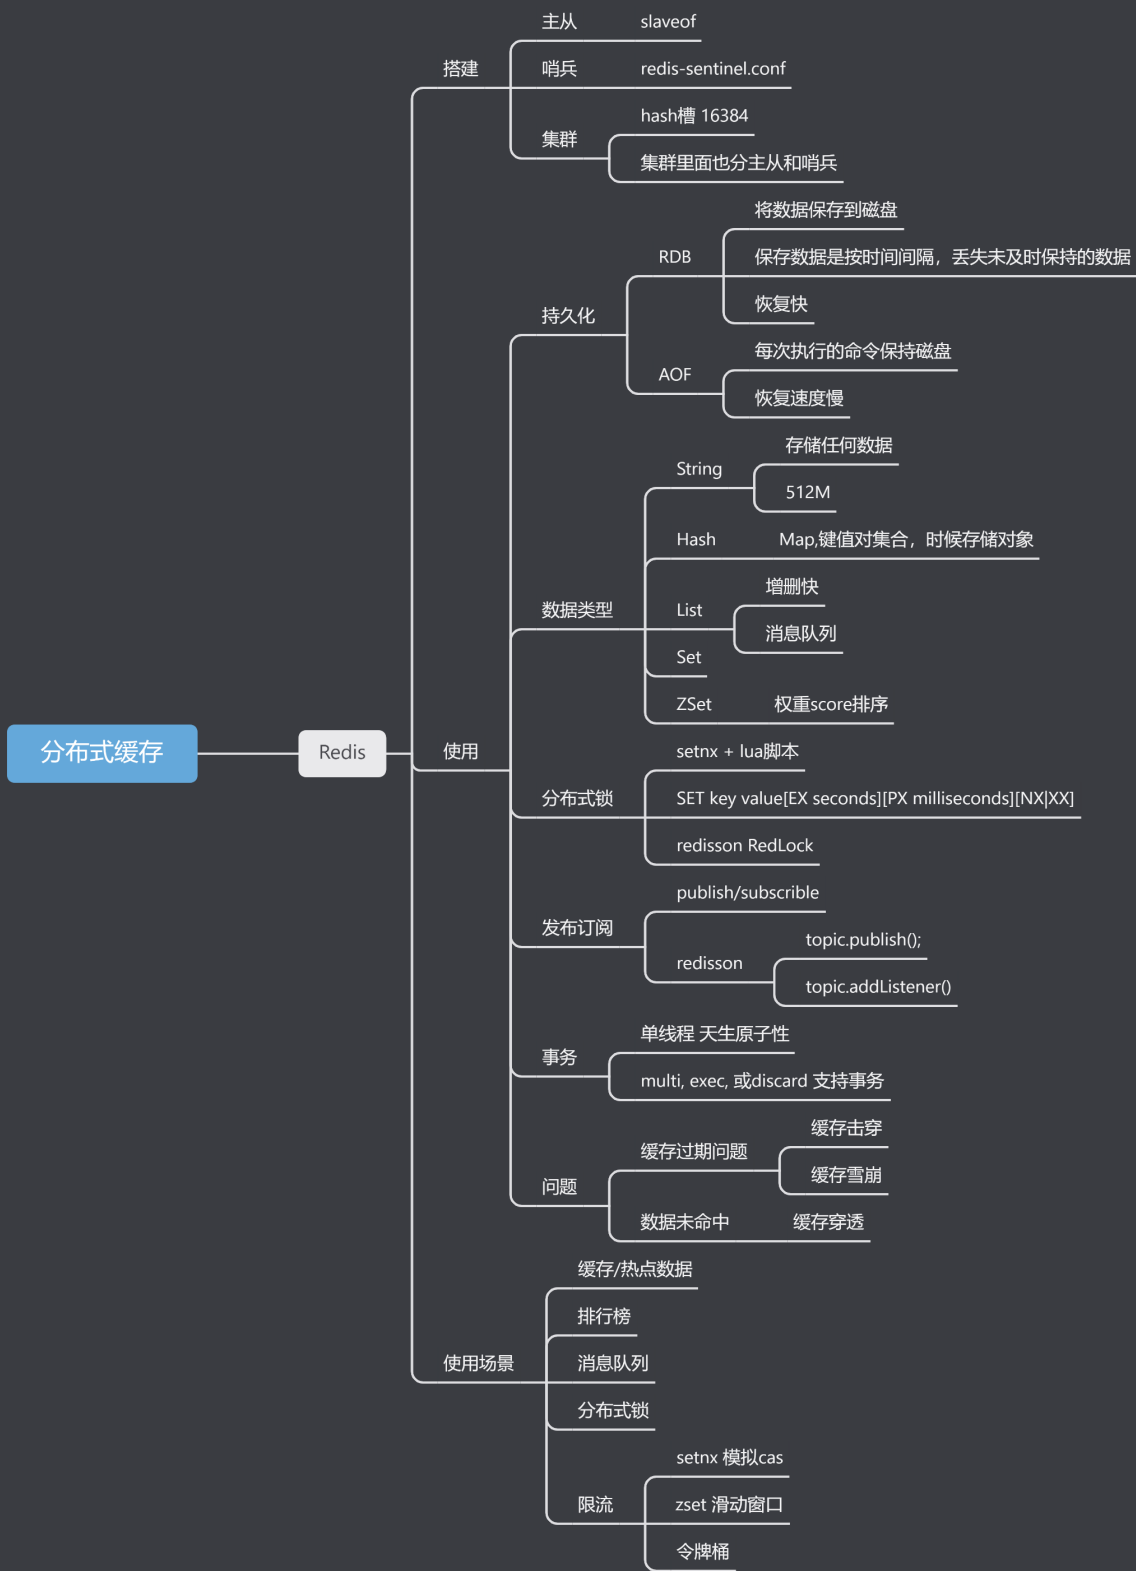 主从
slaveof
搭建
哨兵
redis-sentinel.conf
hash槽 16384
集群
集群里面也分主从和哨兵
将数据保存到磁盘
RDB
保存数据是按时间间隔，丢失未及时保持的数据
恢复快
持久化
每次执行的命令保持磁盘
AOF
恢复速度慢
存储任何数据
String
512M
Hash
Map,键值对集合，时候存储对象
增删快
数据类型
List
消息队列
Set
ZSet
权重score排序
分布式缓存
Redis
使用
setnx + lua脚本
分布式锁
SET key value[EX seconds][PX milliseconds][NX|XX]
redisson RedLock
publish/subscrible
发布订阅
topic.publish();
redisson
topic.addListener()
单线程 天生原子性
事务
multi, exec, 或discard 支持事务
缓存击穿
缓存过期问题
缓存雪崩
问题
数据未命中
缓存穿透
缓存/热点数据
排行榜
使用场景
消息队列
分布式锁
setnx 模拟cas
限流
zset 滑动窗口
令牌桶